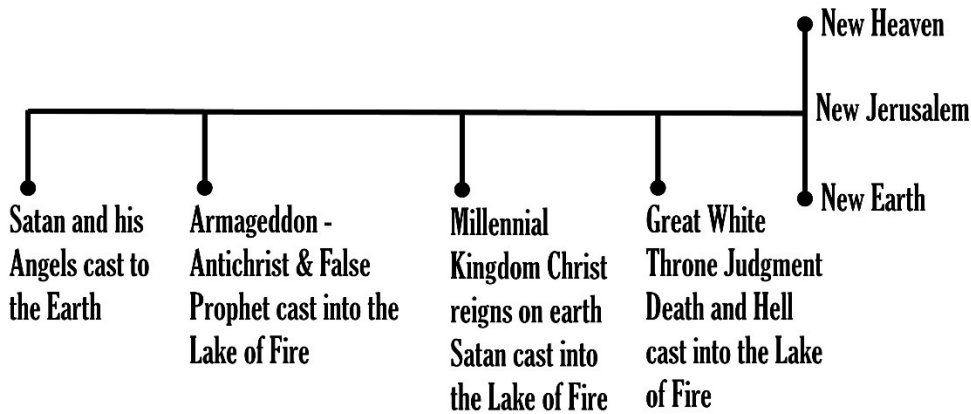 New Heaven
New Jerusalem
New Earth
Satan and his
Angels cast to
the Earth
Armageddon -
Antichrist & False
Prophet cast into the
Lake of Fire
Millennial
Kingdom Christ
reigns on earth
Satan cast into
the Lake of Fire
Great White
Throne Judgment
Death and Hell
cast into the Lake
of Fire